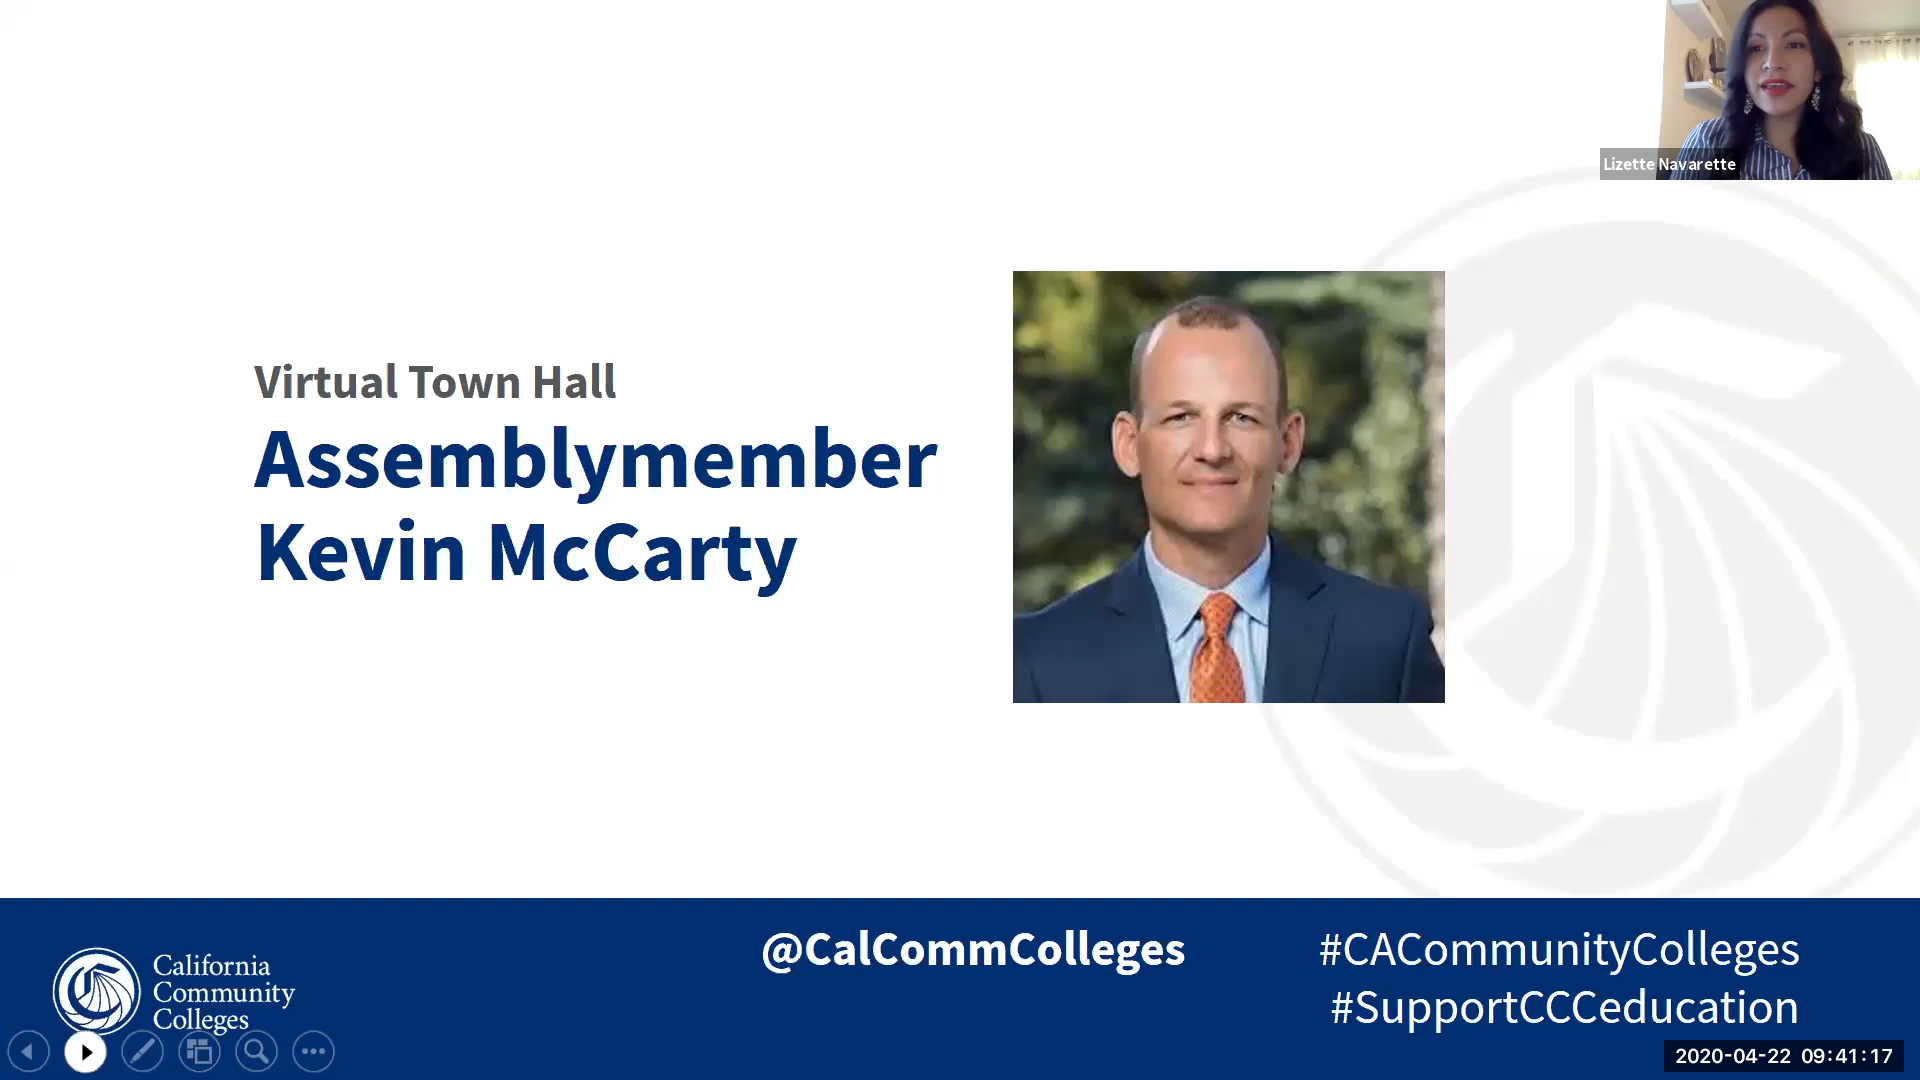 Lizette Navarette
Virtual Town Hall
Assemblymember
Kevin McCarty
@CalCommColleges
#CACommunityColleges
#SupportCCCeducation
California
Community
Colleges
2020-04-22 09:41:17